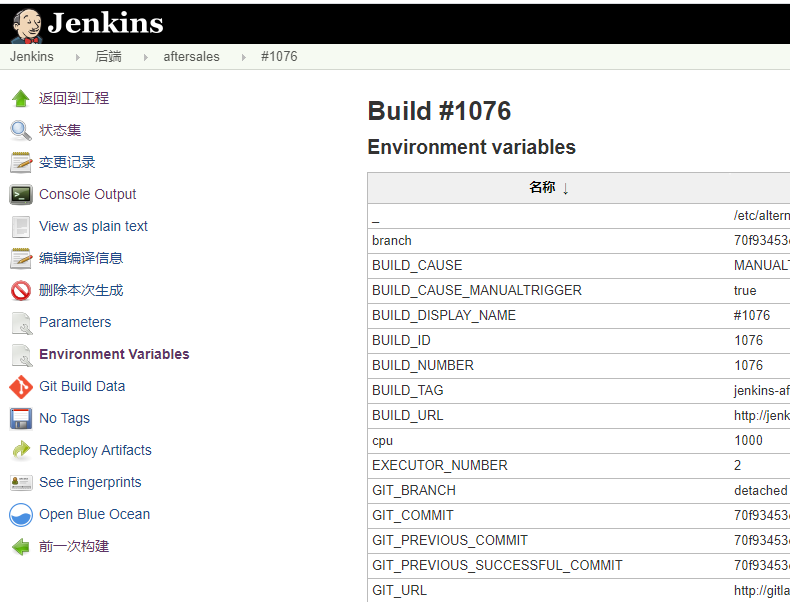 Jenkins
Jenkins 后端 aftersales #1076
返回到工程
状态集
变更记录
Console Output
View as plain text
编辑编译信息
删除本次生成
Parameters
Environment Variables
Git Build Data
No Tags
Redeploy Artifacts
See Fingerprints
Open Blue Ocean
前一次构建
Build #1076
Environment variables
名称 ↓
_ /etc/altern
branch 70f93453
BUILD_CAUSE MANUALT
BUILD_CAUSE_MANUALTRIGGER true
BUILD_DISPLAY_NAME #1076
BUILD_ID 1076
BUILD_NUMBER 1076
BUILD_TAG jenkins-af
BUILD_URL http://jenk
cpu 1000
EXECUTOR_NUMBER 2
GIT_BRANCH detached
GIT_COMMIT 70f93453
GIT_PREVIOUS_COMMIT 70f93453
GIT_PREVIOUS_SUCCESSFUL_COMMIT 70f93453
GIT_URL http://gitla